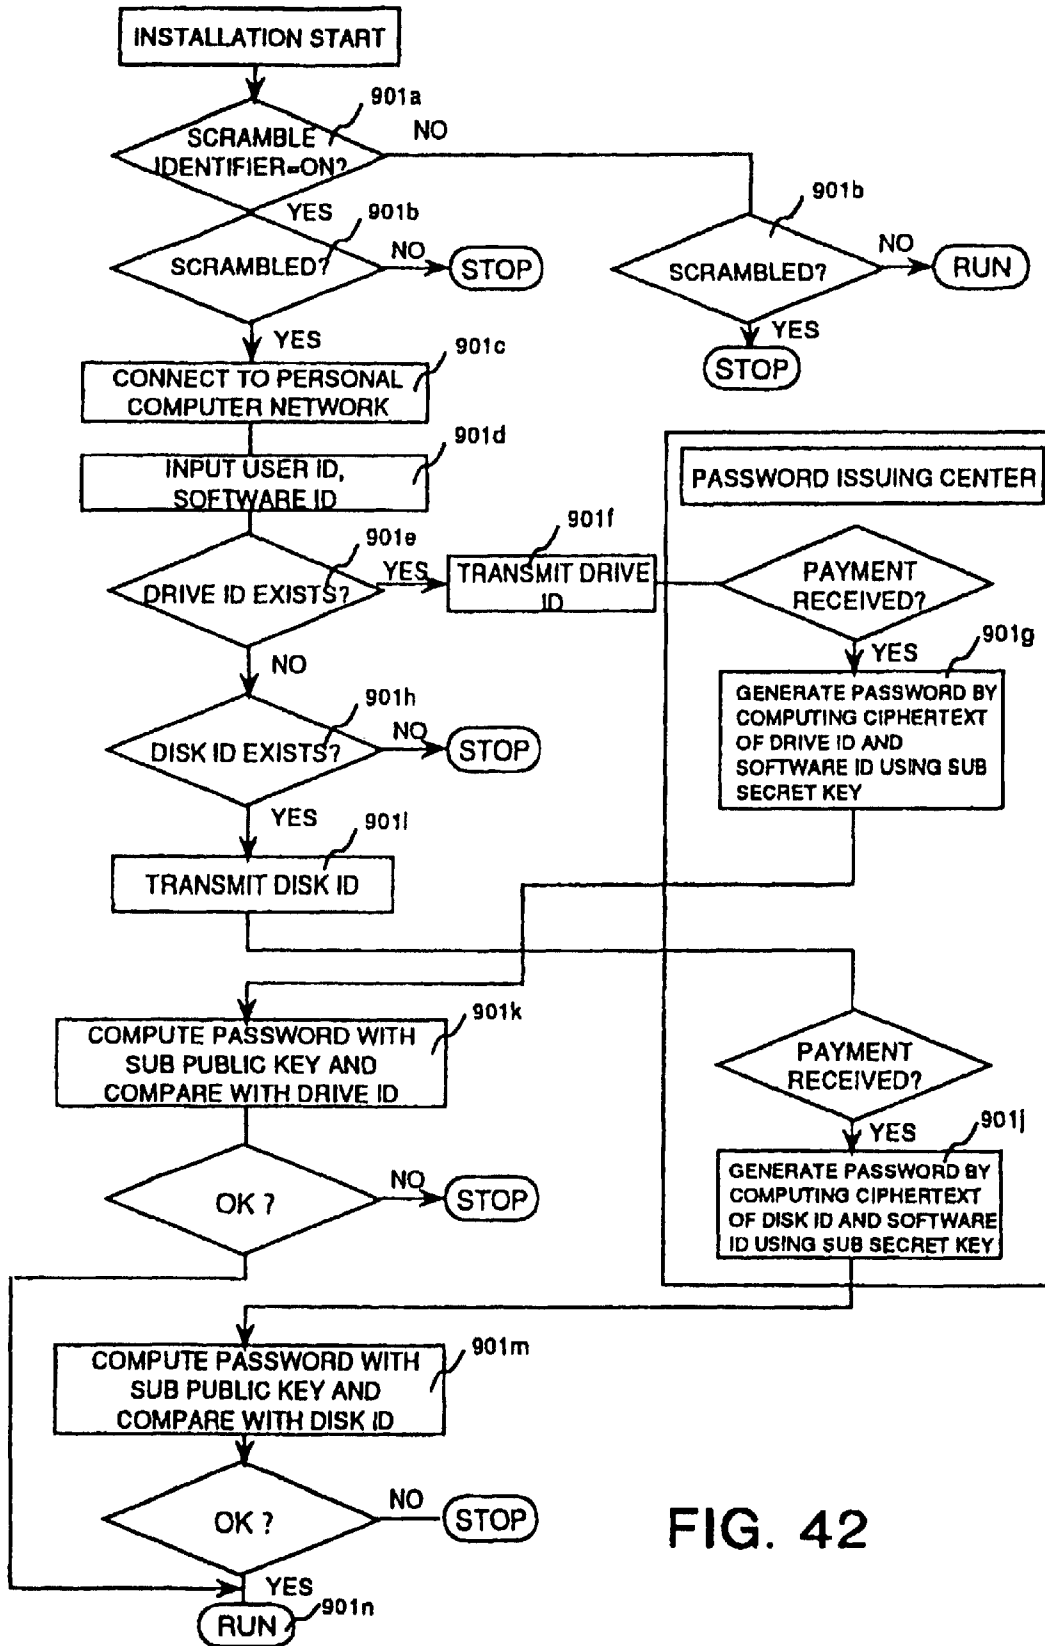 INSTALLATION START
901a
SCRAMBLE
IDENTIFIER=ON?
NO
YES
901b
SCRAMBLED?
NO
STOP
901b
SCRAMBLED?
NO
RUN
YES
STOP
YES
901c
CONNECT TO PERSONAL
COMPUTER NETWORK
901d
INPUT USER ID,
SOFTWARE ID
PASSWORD ISSUING CENTER
901e
DRIVE ID EXISTS?
YES
901f
TRANSMIT DRIVE
ID
PAYMENT
RECEIVED?
YES
901g
GENERATE PASSWORD BY
COMPUTING CIPHERTEXT
OF DRIVE ID AND
SOFTWARE ID USING SUB
SECRET KEY
NO
901h
DISK ID EXISTS?
NO
STOP
YES
901i
TRANSMIT DISK ID
901k
COMPUTE PASSWORD WITH
SUB PUBLIC KEY AND
COMPARE WITH DRIVE ID
PAYMENT
RECEIVED?
YES
901j
GENERATE PASSWORD BY
COMPUTING CIPHERTEXT
OF DISK ID AND SOFTWARE
ID USING SUB SECRET KEY
OK ?
NO
STOP
901m
COMPUTE PASSWORD WITH
SUB PUBLIC KEY AND
COMPARE WITH DISK ID
OK ?
NO
STOP
YES
RUN
901n
FIG. 42